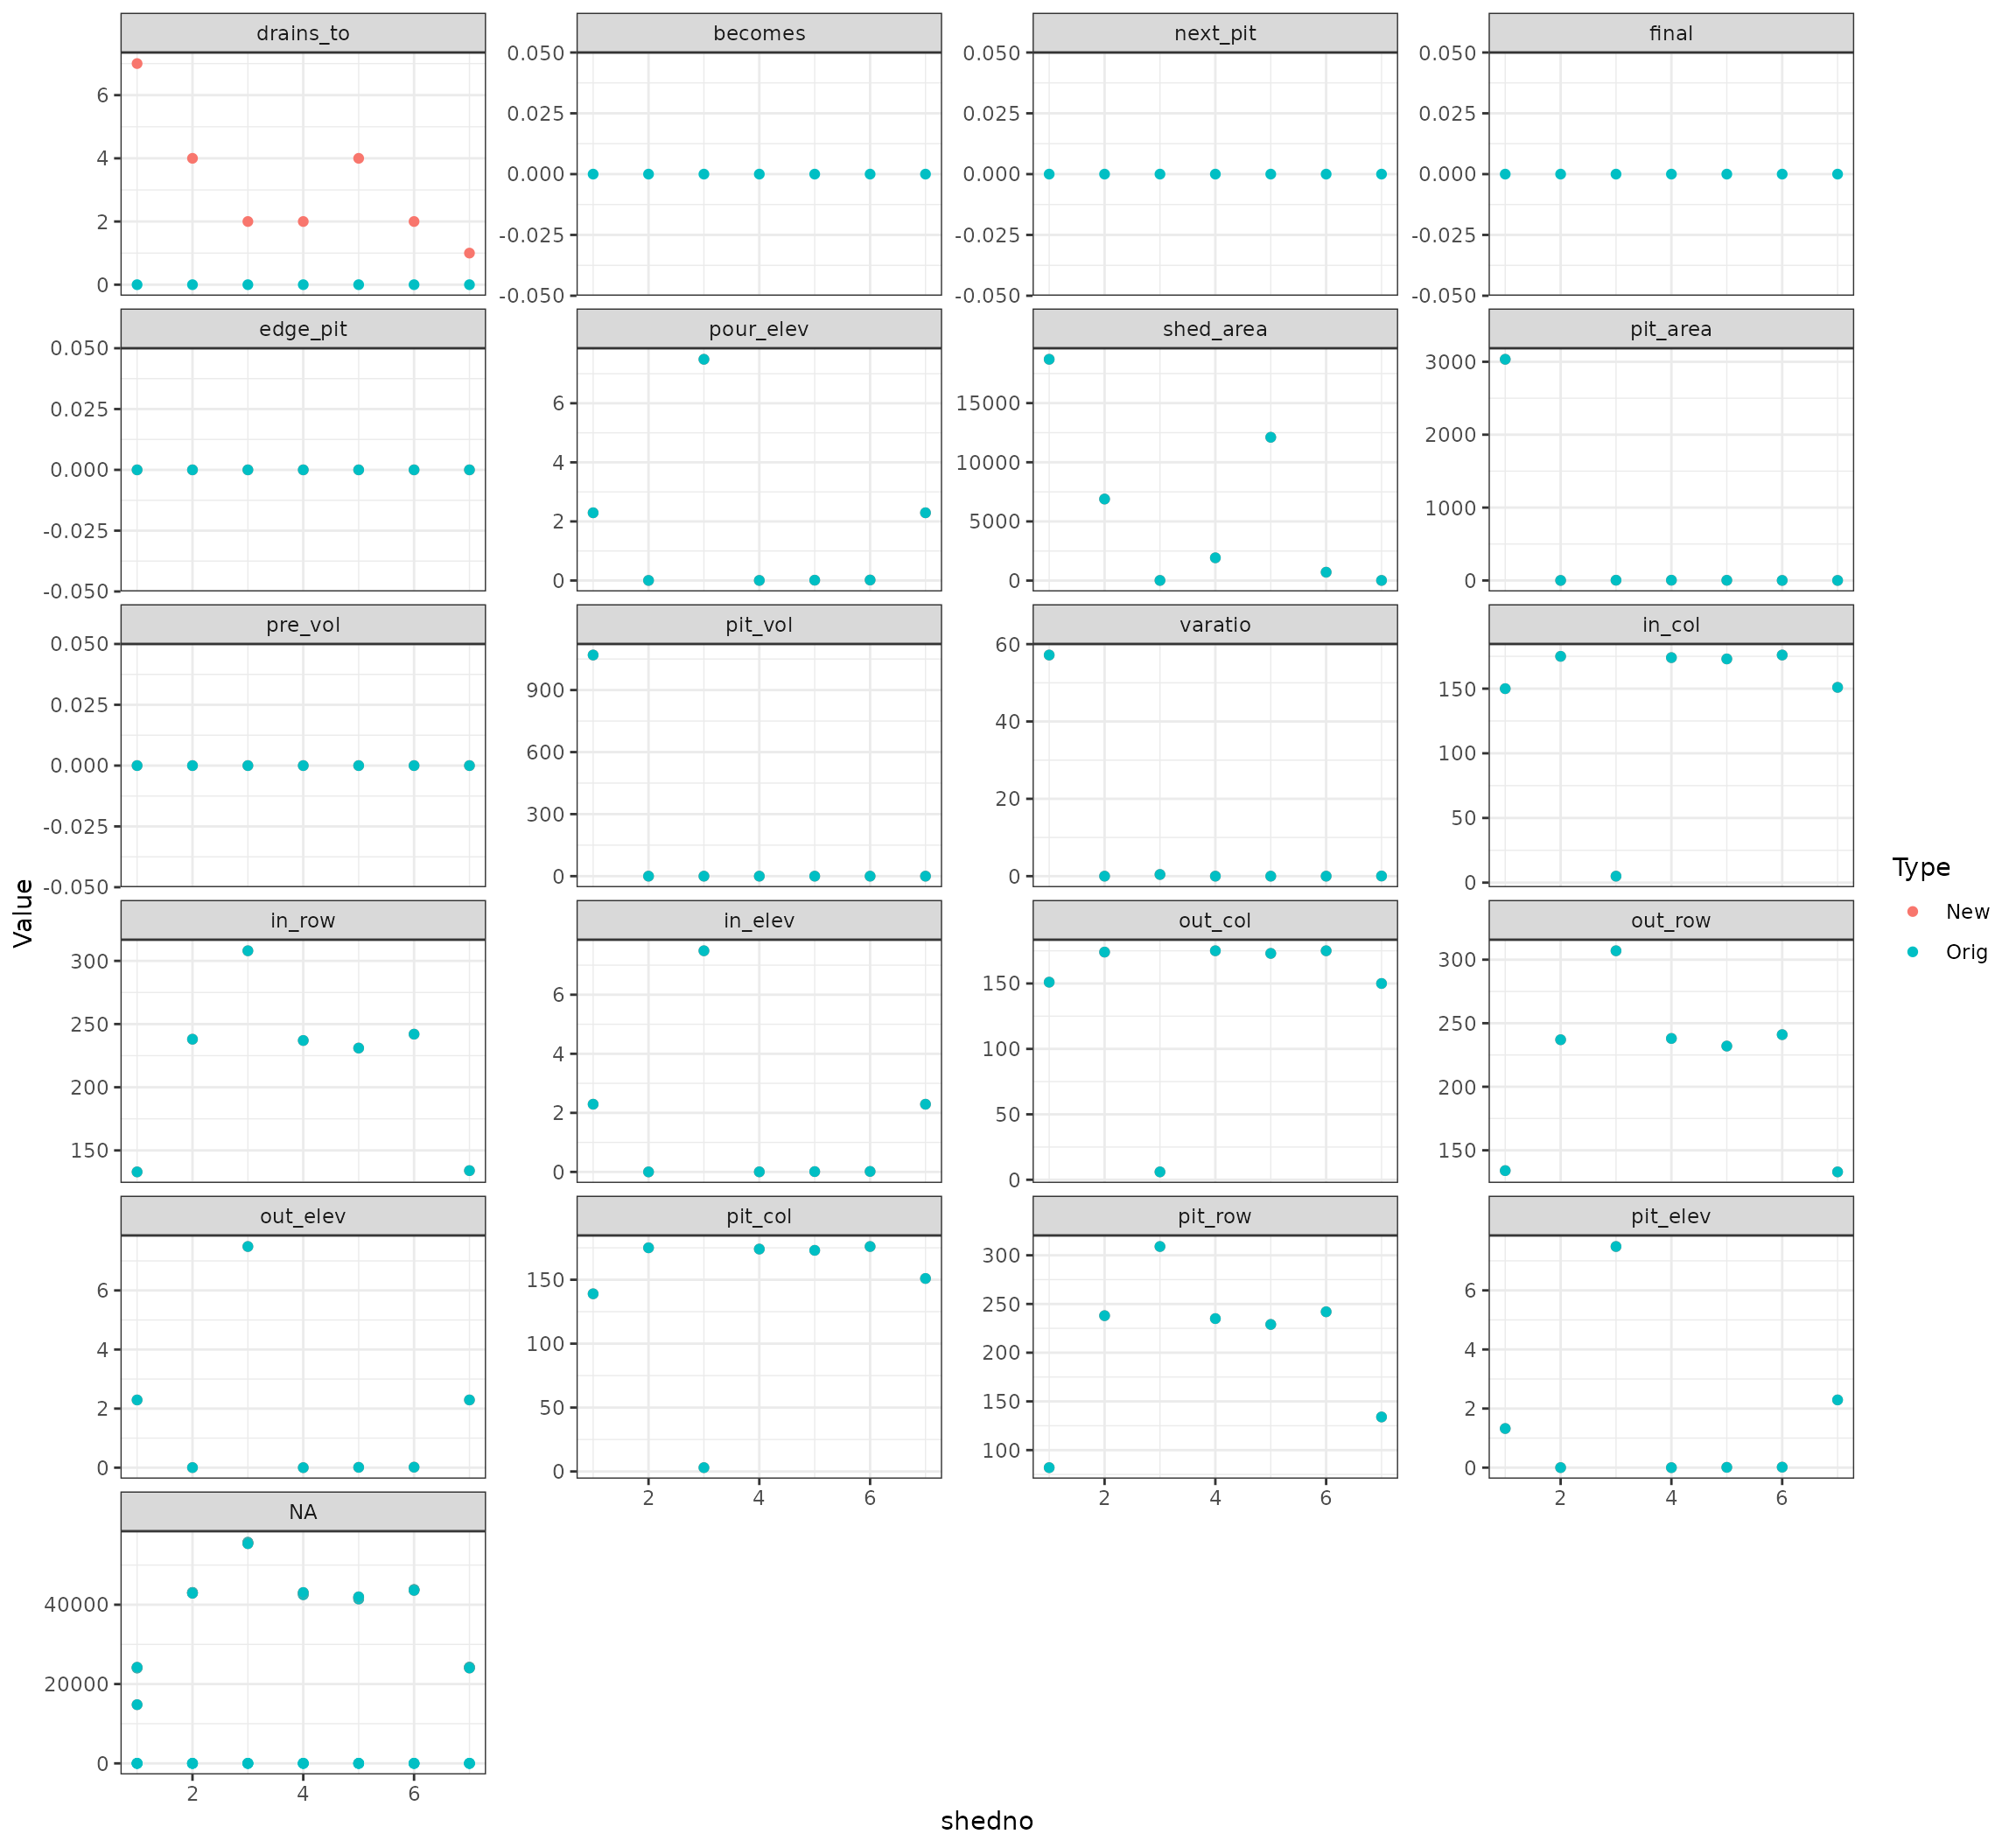 drains_to
becomes
next_pit
final
6
4
2
0
0.050
0.025
0.000
-0.025
-0.050
0.050
0.025
0.000
-0.025
-0.050
0.050
0.025
0.000
-0.025
-0.050
edge_pit
pour_elev
shed_area
pit_area
0.050
0.025
0.000
-0.025
-0.050
6
4
2
0
15000
10000
5000
0
3000
2000
1000
0
pre_vol
pit_vol
varatio
in_col
0.050
0.025
0.000
-0.025
-0.050
900
600
300
0
60
40
20
0
150
100
50
0
in_row
in_elev
out_col
out_row
300
250
200
150
6
4
2
0
150
100
50
0
300
250
200
150
out_elev
pit_col
pit_row
pit_elev
6
4
2
0
150
100
50
0
300
250
200
150
100
6
4
2
0
2 4 6
2 4 6
2 4 6
NA
40000
20000
0
2 4 6
Value
shedno
Type
New
Orig